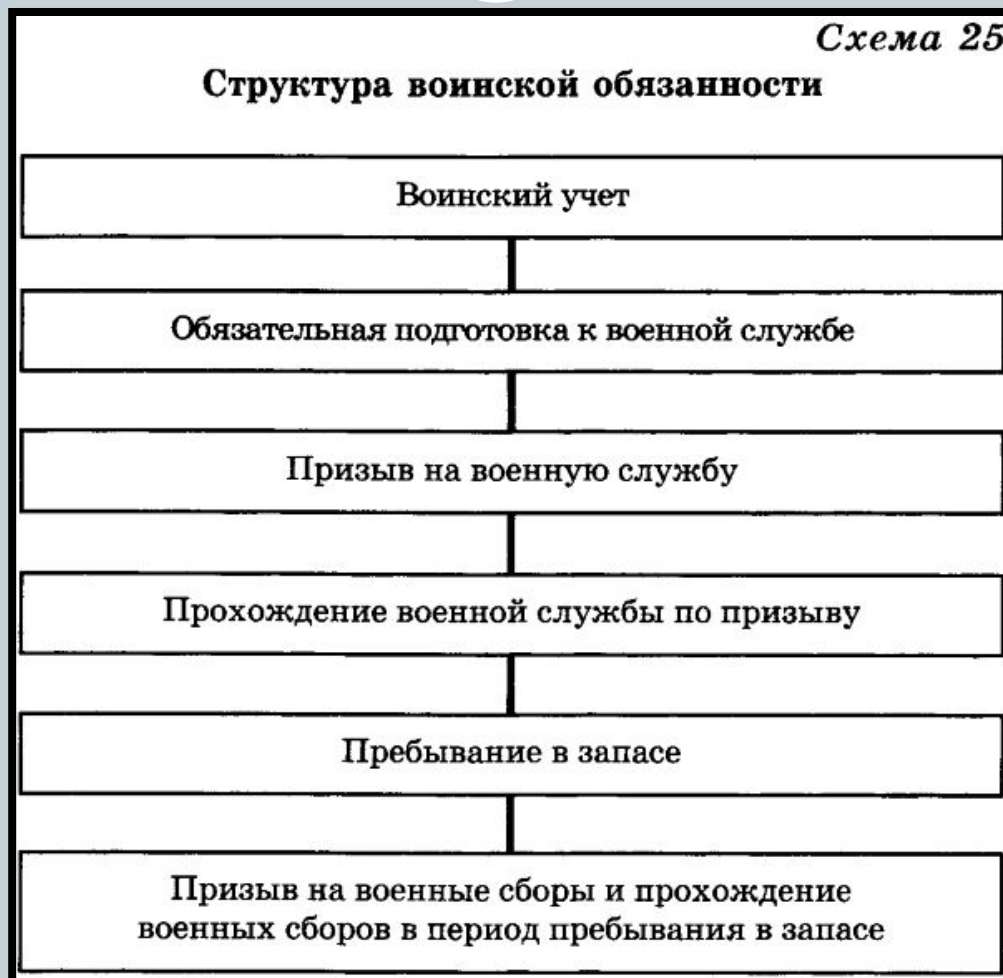 Схема 25
Структура воинской обязанности
Воинский учет
Обязательная подготовка к военной службе
Призыв на военную службу
Прохождение военной службы по призыву
Пребывание в запасе
Призыв на военные сборы и прохождение
военных сборов в период пребывания в запасе